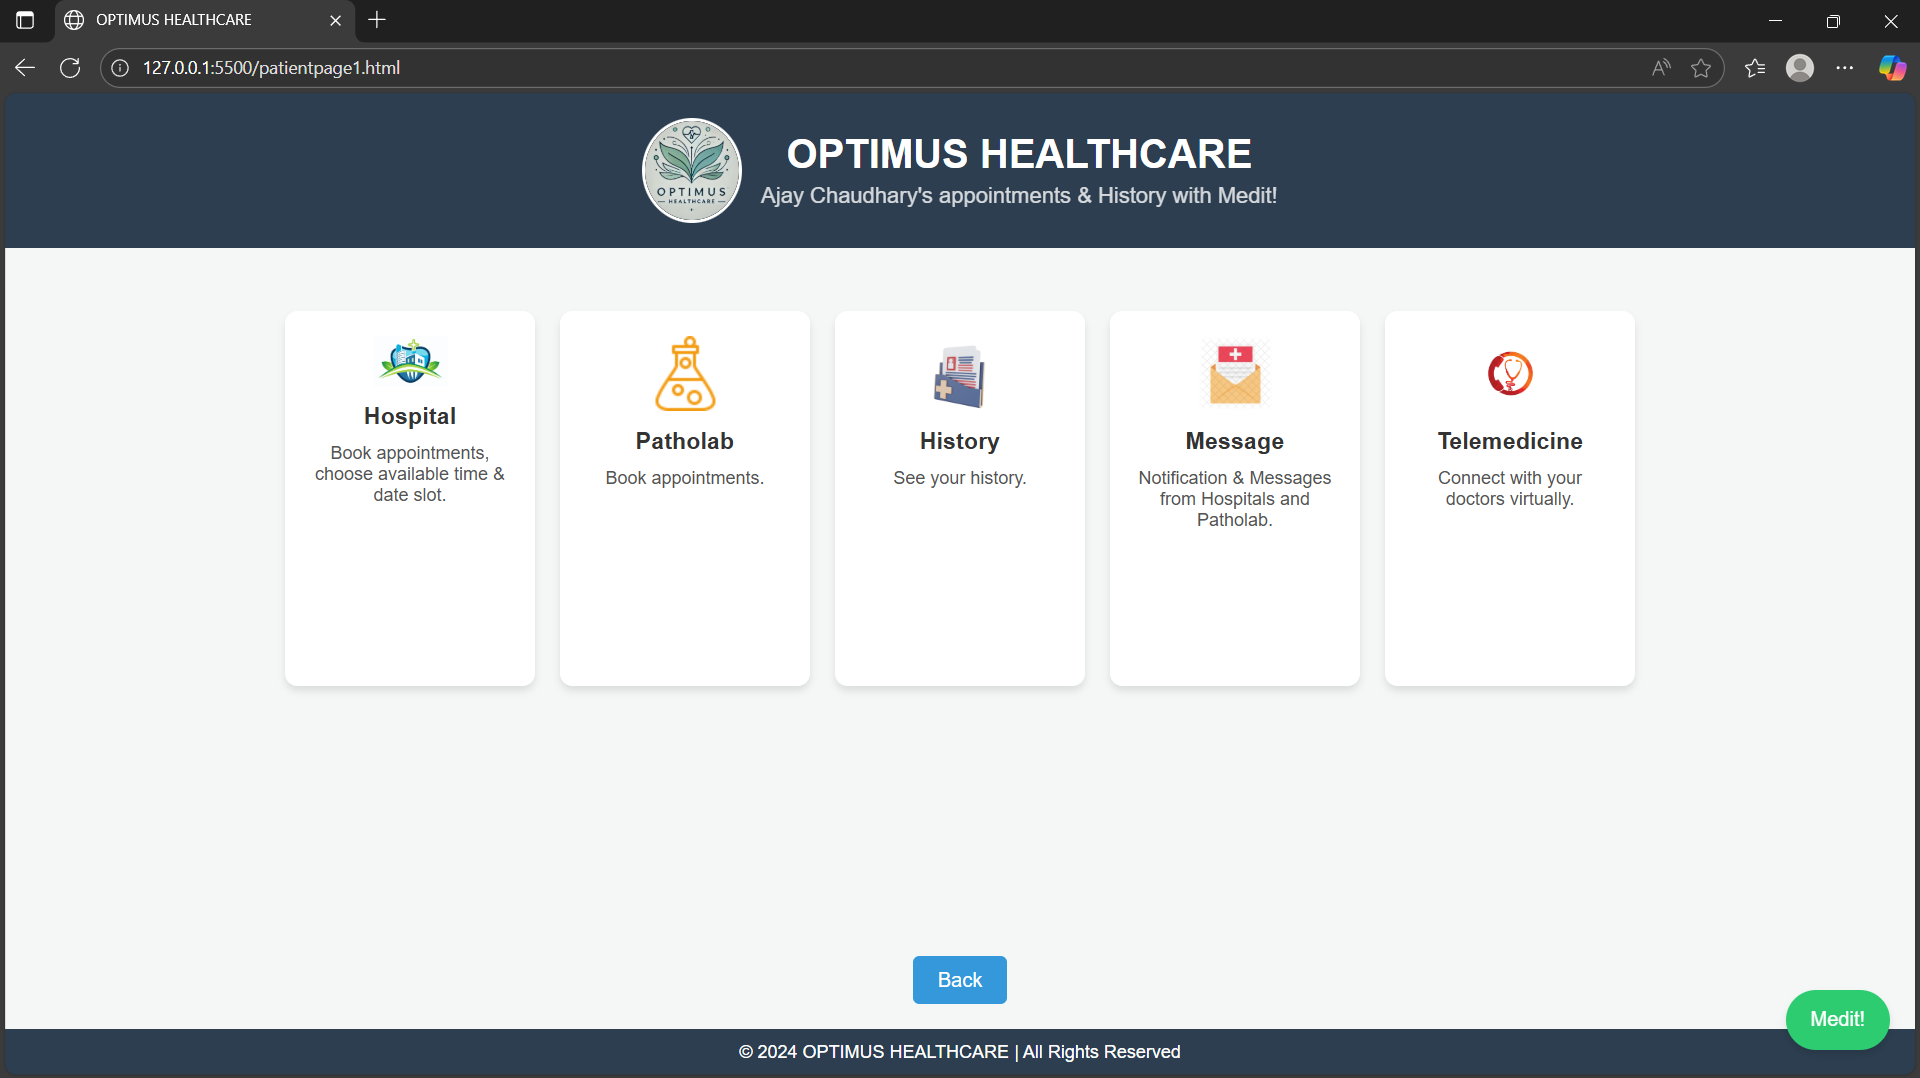 OPTIMUS HEALTHCARE
127.0.0.1:5500/patientpage1.html
OPTIMUS
HEALTHCARE
OPTIMUS HEALTHCARE
Ajay Chaudhary's appointments & History with Medit!
Hospital
Book appointments,
choose available time &
date slot.
Patholab
Book appointments.
History
See your history.
Message
Notification & Messages
from Hospitals and
Patholab.
Telemedicine
Connect with your
doctors virtually.
Back
Medit!
© 2024 OPTIMUS HEALTHCARE | All Rights Reserved